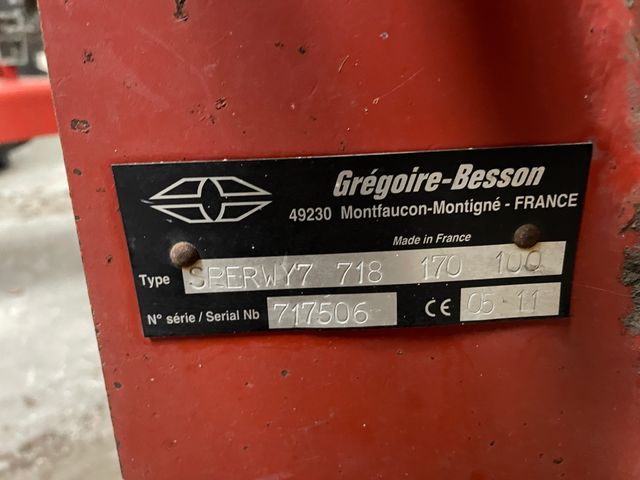 Grégoire-Besson
49230 Montfaucon-Montigné - FRANCE
Made in France
Type SPERWY7 718 170 100
N° série / Serial Nb 717506 CE 05 11